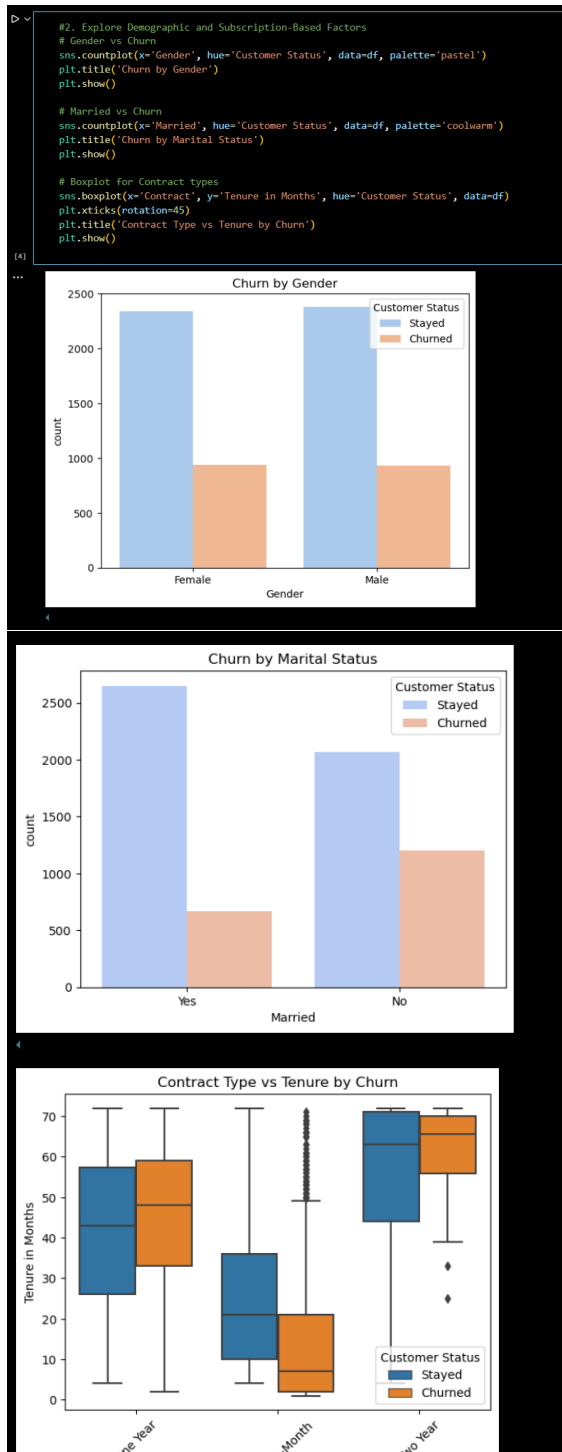 #2. Explore Demographic and Subscription-Based Factors
# Gender vs Churn
sns.countplot(x='Gender', hue='Customer Status', data=df, palette='pastel')
plt.title('Churn by Gender')
plt.show()
# Married vs Churn
sns.countplot(x='Married', hue='Customer Status', data=df, palette='coolwarm')
plt.title('Churn by Marital Status')
plt.show()
# Boxplot for Contract types
sns.boxplot(x='Contract', y='Tenure in Months', hue='Customer Status', data=df)
plt.xticks(rotation=45)
plt.title('Contract Type vs Tenure by Churn')
plt.show()
[4]
...
Churn by Gender
2500
2000
1500
1000
500
0
count
Customer Status
Stayed
Churned
Female
Male
Gender
Churn by Marital Status
2500
2000
1500
1000
500
0
count
Customer Status
Stayed
Churned
Yes
No
Married
Contract Type vs Tenure by Churn
70
60
50
40
30
20
10
0
Tenure in Months
Customer Status
Stayed
Churned
ne Year
-Month
wo Year